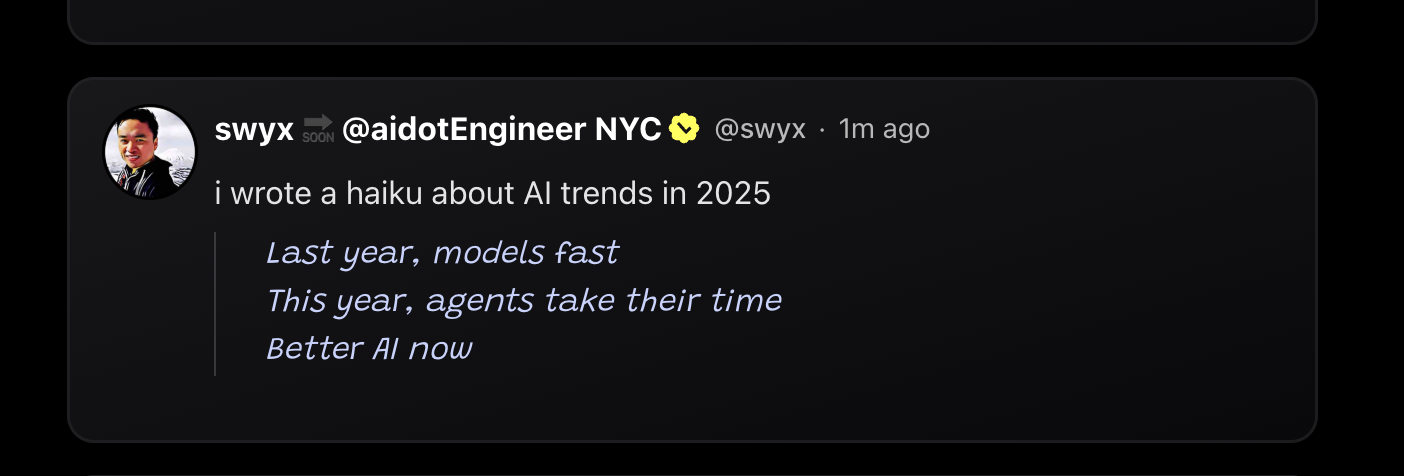 swyx 🔜 @aidotEngineer NYC @swyx · 1m ago
i wrote a haiku about AI trends in 2025
Last year, models fast
This year, agents take their time
Better AI now